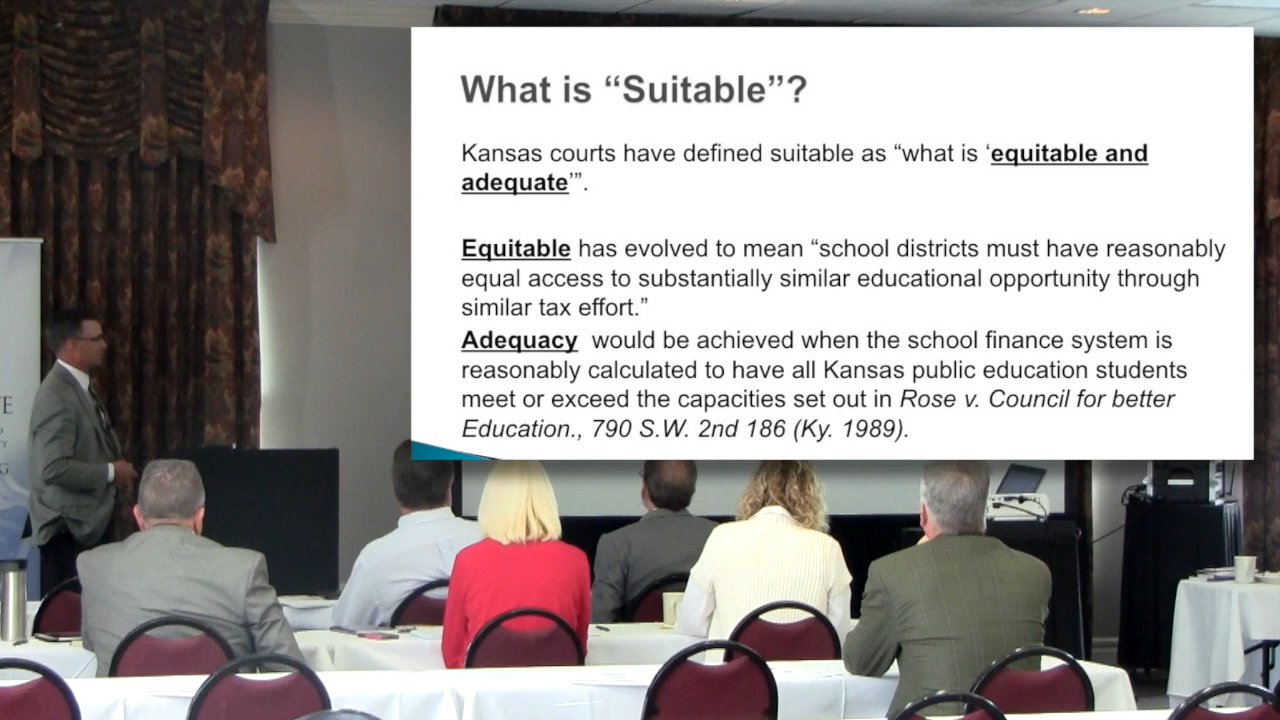 What is “Suitable”?
Kansas courts have defined suitable as “what is ‘equitable and
adequate’”.
Equitable has evolved to mean “school districts must have reasonably
equal access to substantially similar educational opportunity through
similar tax effort.”
Adequacy would be achieved when the school finance system is
reasonably calculated to have all Kansas public education students
meet or exceed the capacities set out in Rose v. Council for better
Education., 790 S.W. 2nd 186 (Ky. 1989).